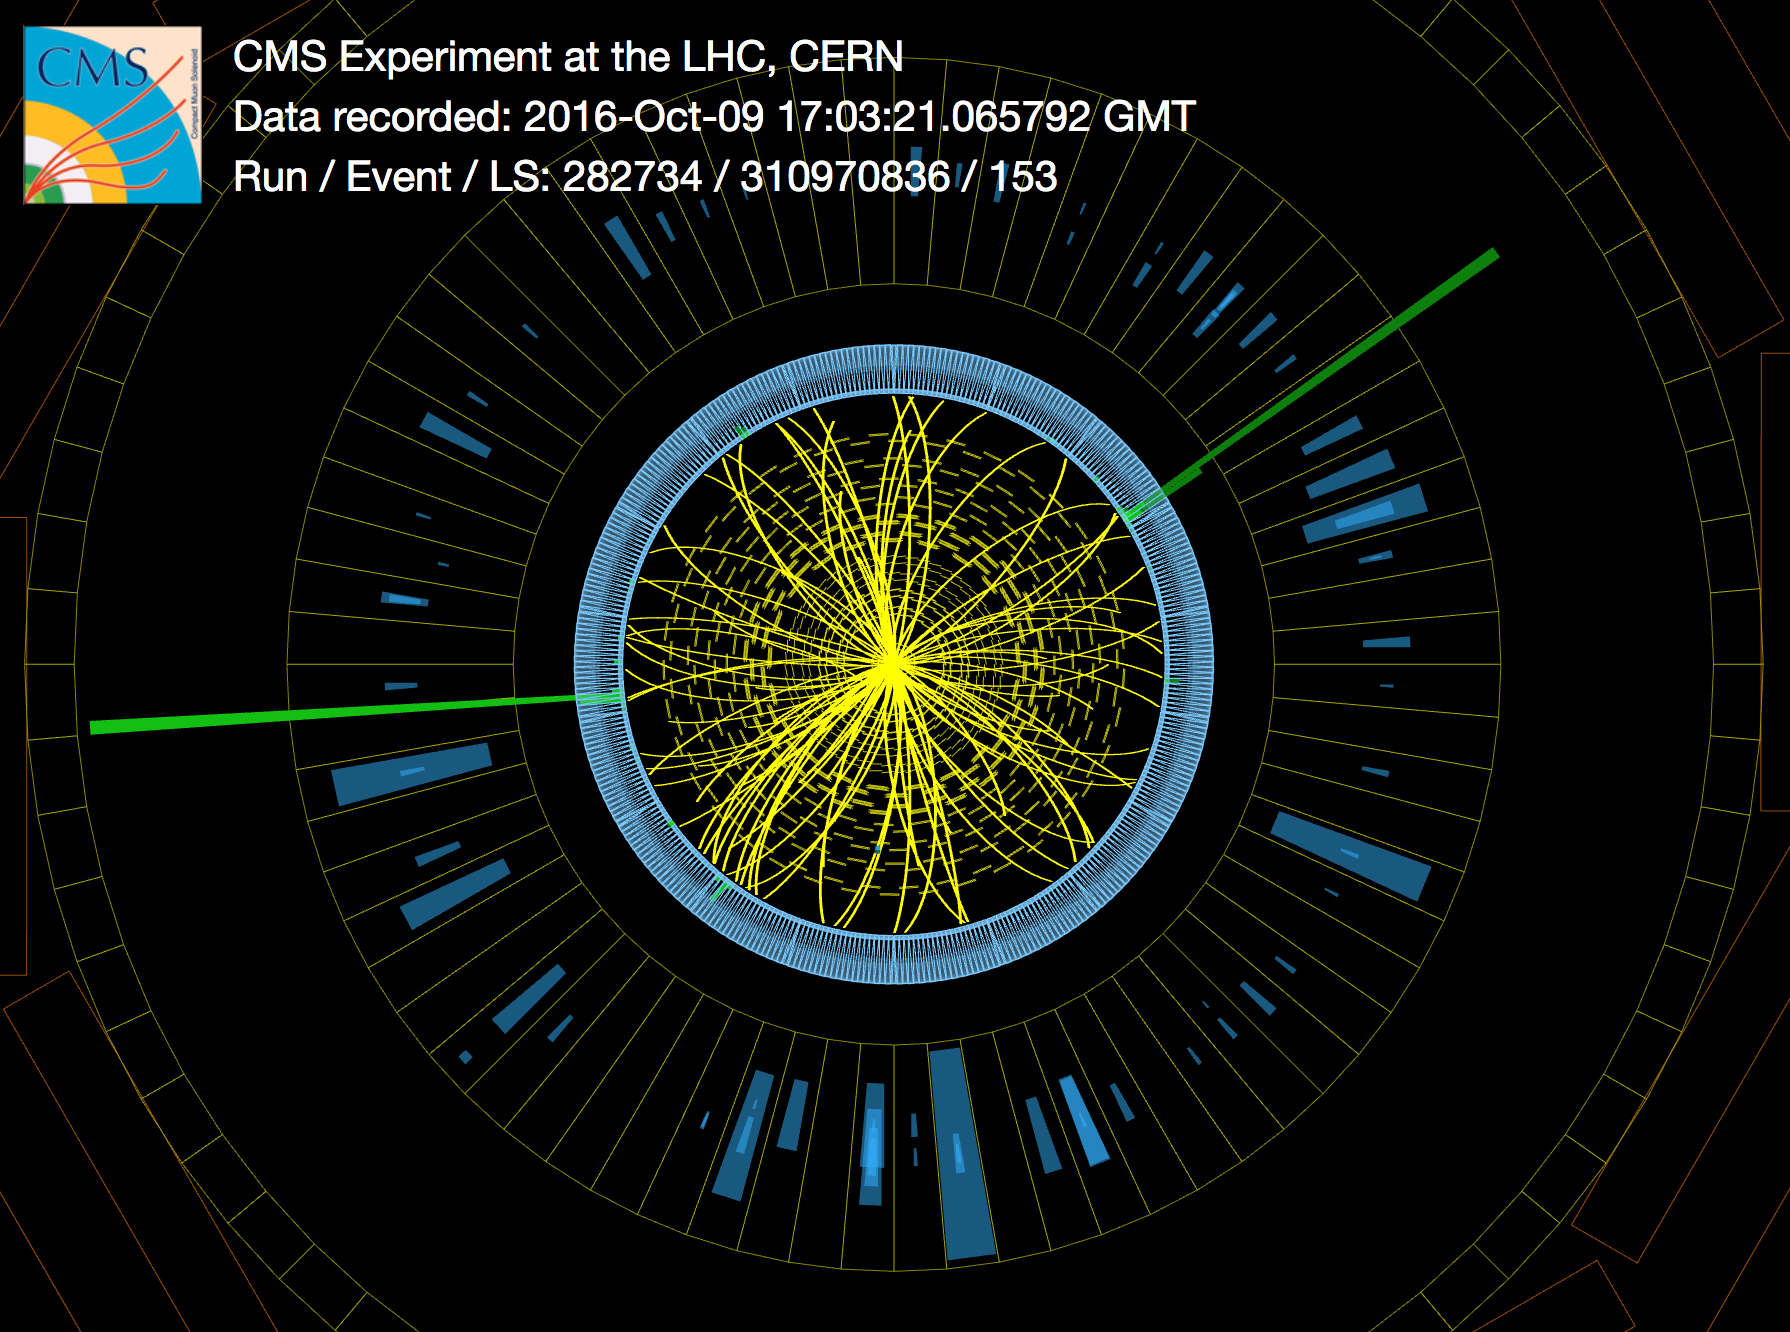 CMS
Compact Muon Solenoid
CMS Experiment at the LHC, CERN
Data recorded: 2016-Oct-09 17:03:21.065792 GMT
Run / Event / LS: 282734 / 310970836 / 153